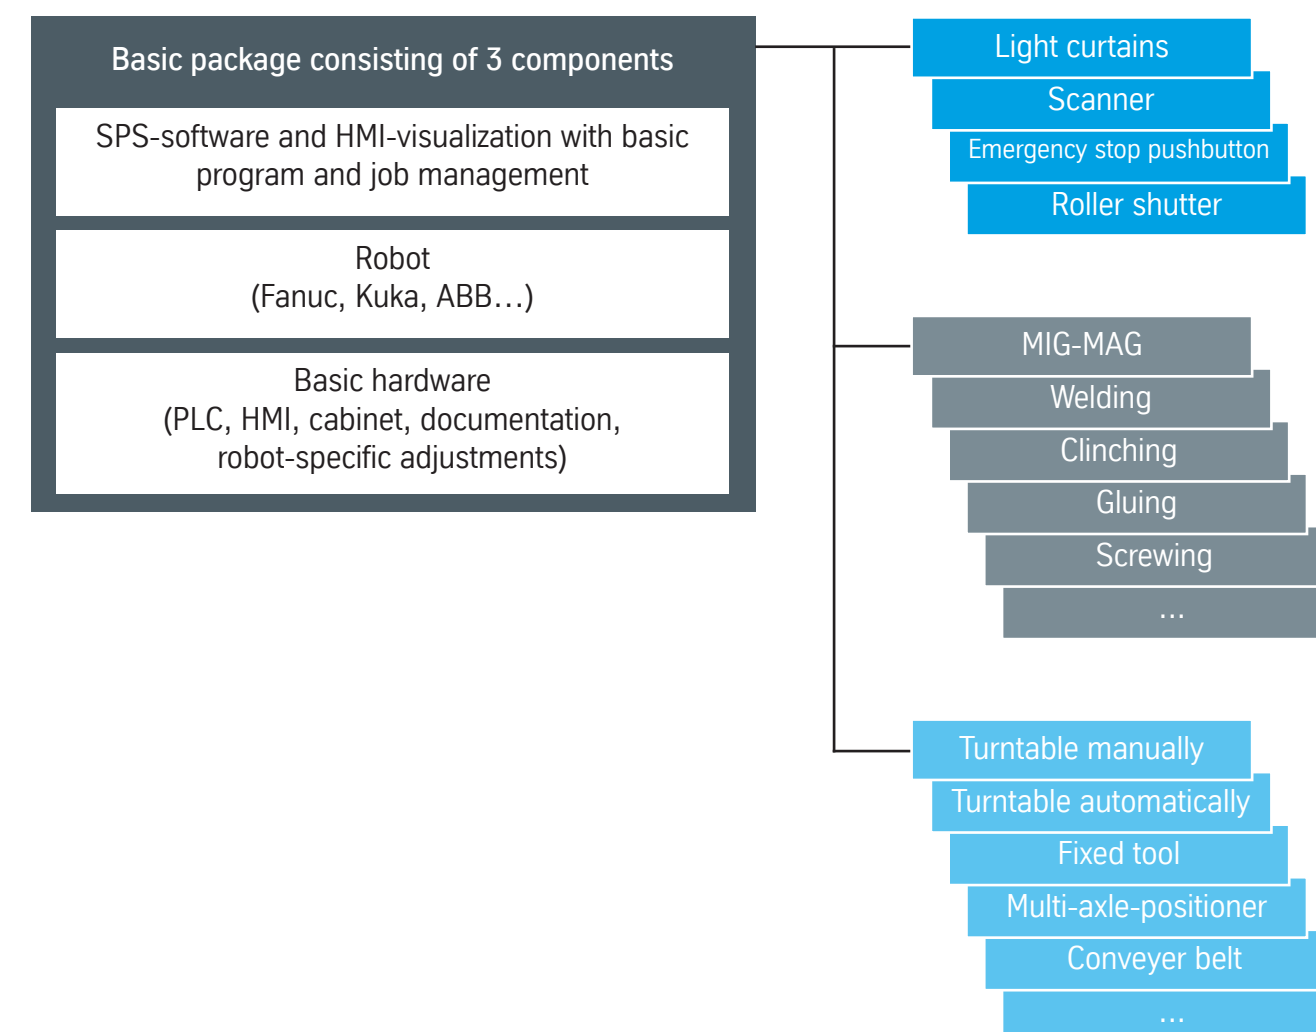 Basic package consisting of 3 components
SPS-software and HMI-visualization with basic
program and job management
Robot
(Fanuc, Kuka, ABB...)
Basic hardware
(PLC, HMI, cabinet, documentation,
robot-specific adjustments)
Light curtains
Scanner
Emergency stop pushbutton
Roller shutter
MIG-MAG
Welding
Clinching
Gluing
Screwing
...
Turntable manually
Turntable automatically
Fixed tool
Multi-axle-positioner
Conveyer belt
...